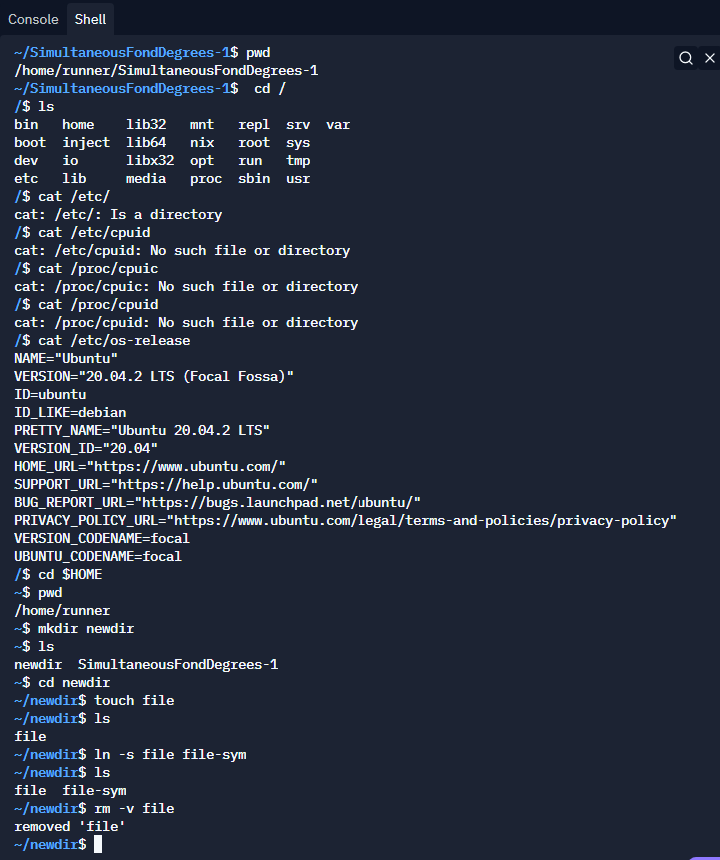 Console Shell
~/SimultaneousFondDegrees-1$ pwd
/home/runner/SimultaneousFondDegrees-1
~/SimultaneousFondDegrees-1$  cd /
/$ ls
bin   home    lib32   mnt   repl  srv  var
boot  inject  lib64   nix   root  sys
dev   io      libx32  opt   run   tmp
etc   lib     media   proc  sbin  usr
/$ cat /etc/
cat: /etc/: Is a directory
/$ cat /etc/cpuid
cat: /etc/cpuid: No such file or directory
/$ cat /proc/cpuic
cat: /proc/cpuic: No such file or directory
/$ cat /proc/cpuid
cat: /proc/cpuid: No such file or directory
/$ cat /etc/os-release
NAME="Ubuntu"
VERSION="20.04.2 LTS (Focal Fossa)"
ID=ubuntu
ID_LIKE=debian
PRETTY_NAME="Ubuntu 20.04.2 LTS"
VERSION_ID="20.04"
HOME_URL="https://www.ubuntu.com/"
SUPPORT_URL="https://help.ubuntu.com/"
BUG_REPORT_URL="https://bugs.launchpad.net/ubuntu/"
PRIVACY_POLICY_URL="https://www.ubuntu.com/legal/terms-and-policies/privacy-policy"
VERSION_CODENAME=focal
UBUNTU_CODENAME=focal
/$ cd $HOME
~$ pwd
/home/runner
~$ mkdir newdir
~$ ls
newdir  SimultaneousFondDegrees-1
~$ cd newdir
~/newdir$ touch file
~/newdir$ ls
file
~/newdir$ ln -s file file-sym
~/newdir$ ls
file  file-sym
~/newdir$ rm -v file
removed 'file'
~/newdir$